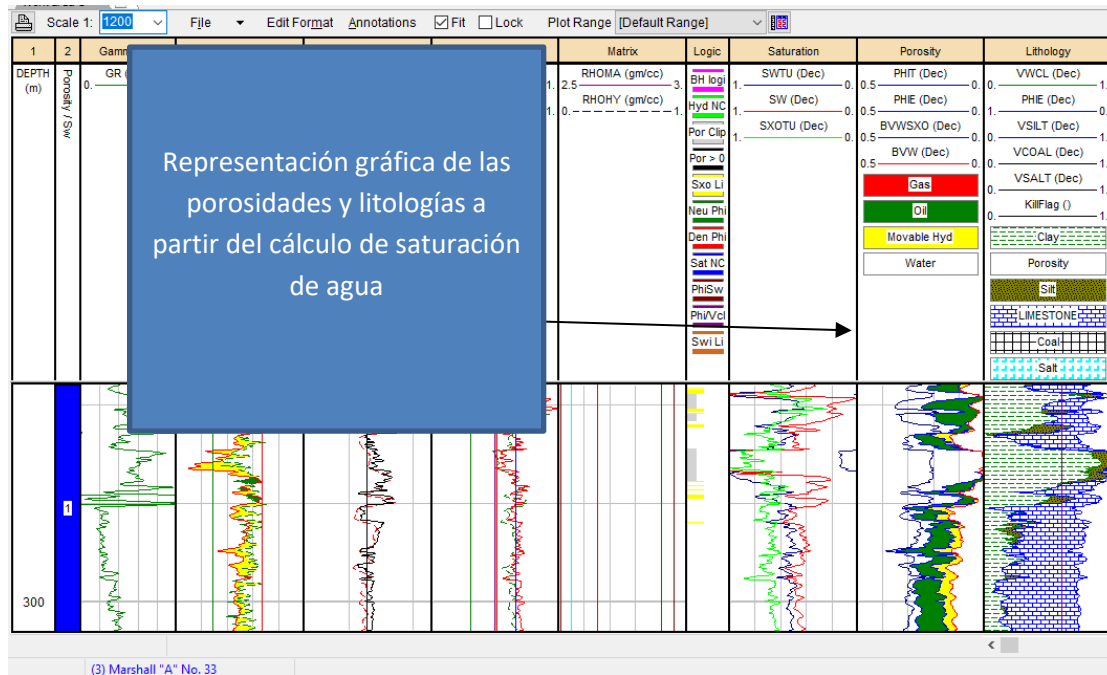 Scale 1: 1200 File Edit Format Annotations Fit Lock Plot Range [Default Range]
1 2 Matrix Logic Saturation Porosity Lithology
DEPTH
(m)
Porosity / Sw
GR
0.
1.
1.
RHOMA (gm/cc)
2.5 3.
RHOHY (gm/cc)
0. 1.
BH logi
Hyd NC
Por Clip
Por > 0
Sxo Li
Neu Phi
Den Phi
Sat NC
PhiSw
Phi/Vcl
Swi Li
SWTU (Dec)
1. 0.
SW (Dec)
1. 0.
SXOTU (Dec)
1. 0.
PHIT (Dec)
0.5 0.
PHIE (Dec)
0.5 0.
BVWSXO (Dec)
0.5 0.
BVW (Dec)
0.5 0.
Gas
Oil
Movable Hyd
Water
VWCL (Dec)
0. 1.
PHIE (Dec)
1. 0.
VSILT (Dec)
0. 1.
VCOAL (Dec)
0. 1.
VSALT (Dec)
0. 1.
KillFlag ()
0. 1.
Clay
Porosity
Silt
LIMESTONE
Coal
Salt
Representación gráfica de las
porosidades y litologías a
partir del cálculo de saturación
de agua
1
300
(3) Marshall "A" No. 33